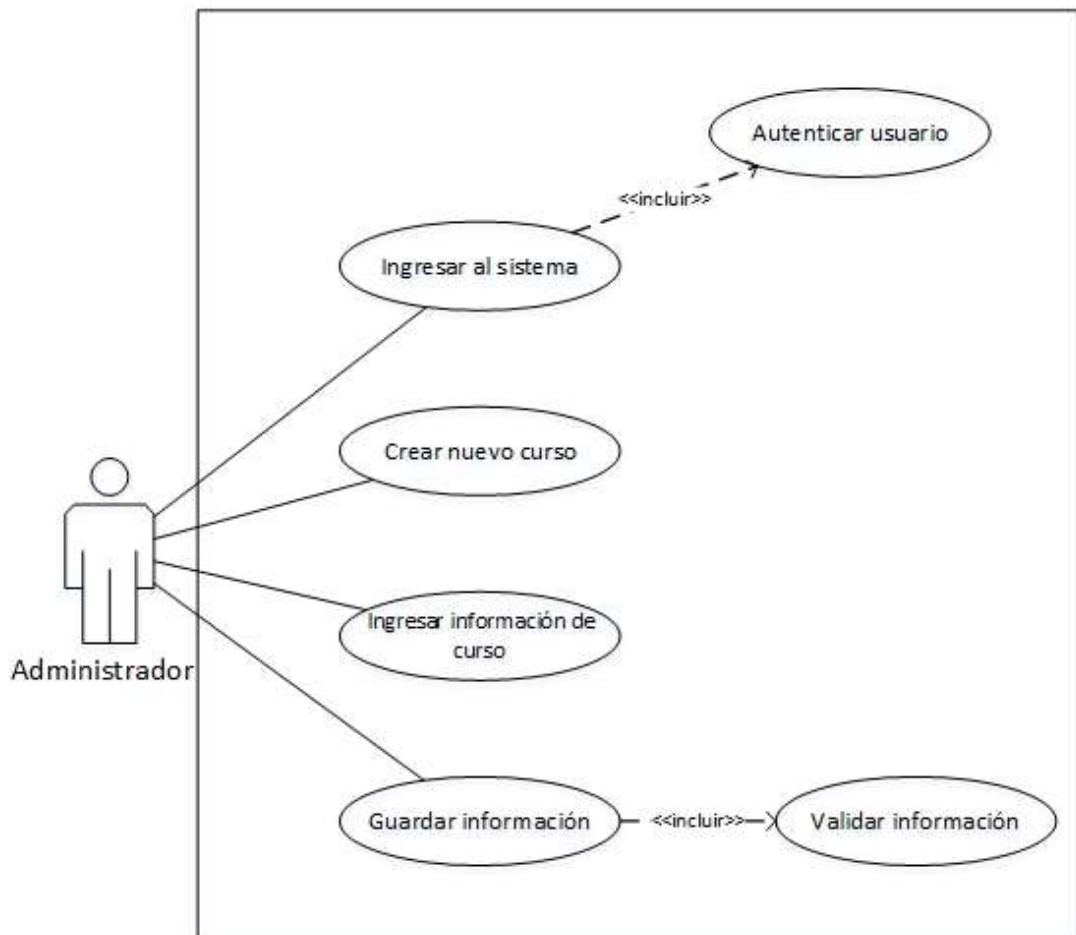 Autenticar usuario
<<incluir>>
Ingresar al sistema
Crear nuevo curso
Ingresar información de
curso
Administrador
Guardar información
<<incluir>>
Validar información